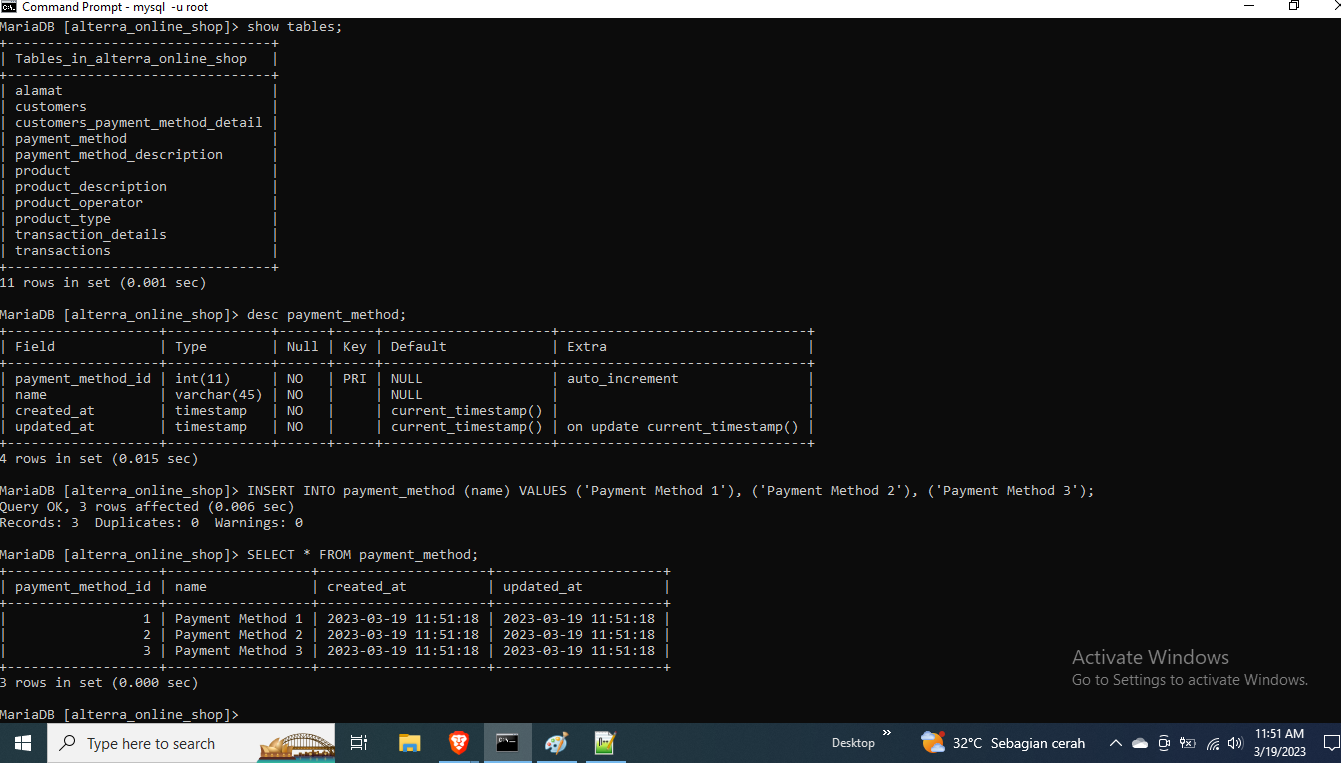 Command Prompt - mysql -u root
MariaDB [alterra_online_shop]> show tables;
+--------------------------------+
| Tables_in_alterra_online_shop |
+--------------------------------+
| alamat |
| customers |
| customers_payment_method_detail |
| payment_method |
| payment_method_description |
| product |
| product_description |
| product_operator |
| product_type |
| transaction_details |
| transactions |
+--------------------------------+
11 rows in set (0.001 sec)
MariaDB [alterra_online_shop]> desc payment_method;
+-------------------+-------------+------+-----+---------------------+-------------------------------+
| Field | Type | Null | Key | Default | Extra |
+-------------------+-------------+------+-----+---------------------+-------------------------------+
| payment_method_id | int(11) | NO | PRI | NULL | auto_increment |
| name | varchar(45) | NO | | NULL | |
| created_at | timestamp | NO | | current_timestamp() | |
| updated_at | timestamp | NO | | current_timestamp() | on update current_timestamp() |
+-------------------+-------------+------+-----+---------------------+-------------------------------+
4 rows in set (0.015 sec)
MariaDB [alterra_online_shop]> INSERT INTO payment_method (name) VALUES ('Payment Method 1'), ('Payment Method 2'), ('Payment Method 3');
Query OK, 3 rows affected (0.006 sec)
Records: 3  Duplicates: 0  Warnings: 0
MariaDB [alterra_online_shop]> SELECT * FROM payment_method;
+-------------------+------------------+---------------------+---------------------+
| payment_method_id | name | created_at | updated_at |
+-------------------+------------------+---------------------+---------------------+
| 1 | Payment Method 1 | 2023-03-19 11:51:18 | 2023-03-19 11:51:18 |
| 2 | Payment Method 2 | 2023-03-19 11:51:18 | 2023-03-19 11:51:18 |
| 3 | Payment Method 3 | 2023-03-19 11:51:18 | 2023-03-19 11:51:18 |
+-------------------+------------------+---------------------+---------------------+
3 rows in set (0.000 sec)
MariaDB [alterra_online_shop]>
Activate Windows
Go to Settings to activate Windows.
Type here to search
Desktop
32°C Sebagian cerah
11:51 AM
3/19/2023